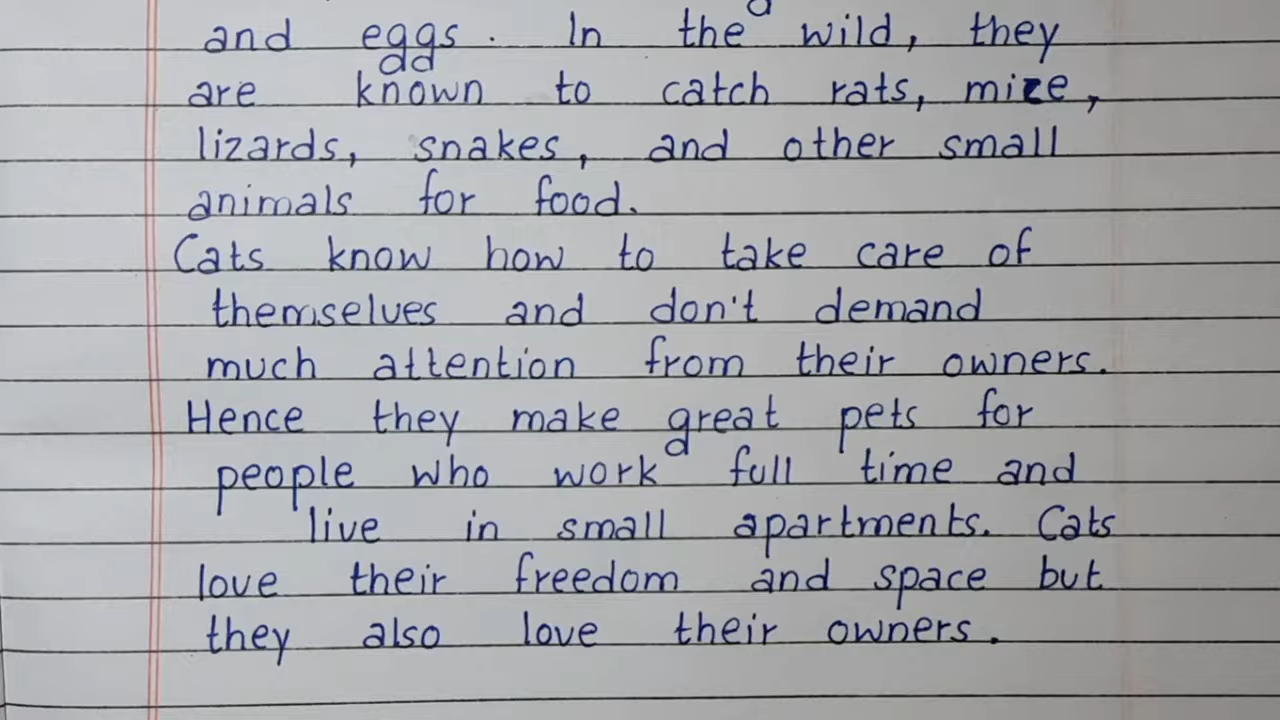 and eggs. In the wild, they
are known to catch rats, mice,
lizards, snakes, and other small
animals for food.
Cats know how to take care of
themselves and don't demand
much attention from their owners.
Hence they make great pets for
people who work full time and
live in small apartments. Cats
love their freedom and space but
they also love their owners.